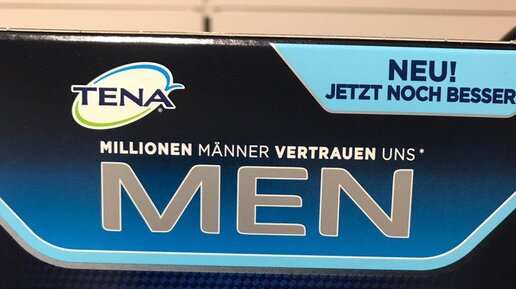 NEU!
JETZT NOCH BESSER
TENA®
MILLIONEN MÄNNER VERTRAUEN UNS*
MEN